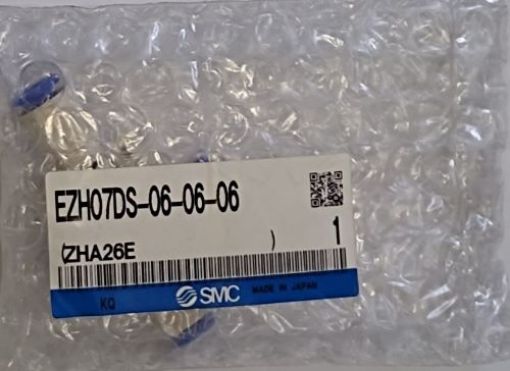 EZH07DS-06-06-06
(ZHA26E )
1
KQ
SMC
MADE IN JAPAN